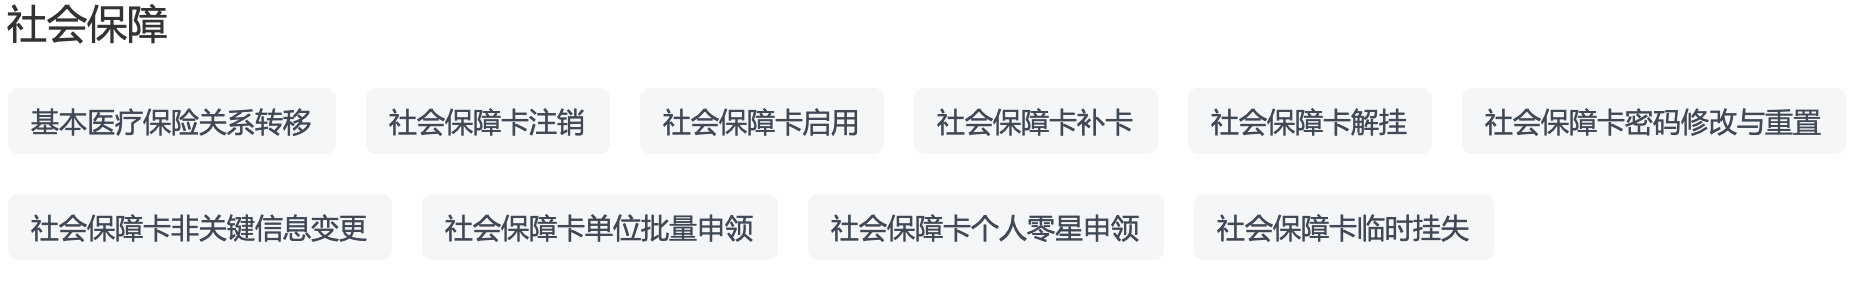 社会保障
基本医疗保险关系转移 社会保障卡注销 社会保障卡启用 社会保障卡补卡 社会保障卡解挂 社会保障卡密码修改与重置
社会保障卡非关键信息变更 社会保障卡单位批量申领 社会保障卡个人零星申领 社会保障卡临时挂失